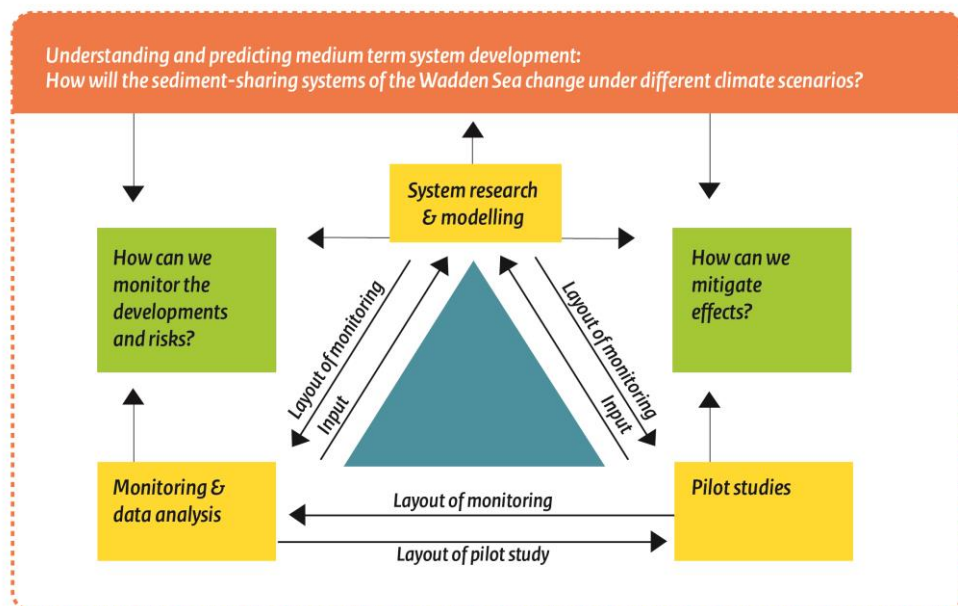 Understanding and predicting medium term system development:
How will the sediment-sharing systems of the Wadden Sea change under different climate scenarios?
System research
& modelling
How can we
monitor the
developments
and risks?
How can we
mitigate
effects?
Layout of monitoring
Input
Layout of monitoring
Input
Monitoring &
data analysis
Layout of monitoring
Layout of pilot study
Pilot studies